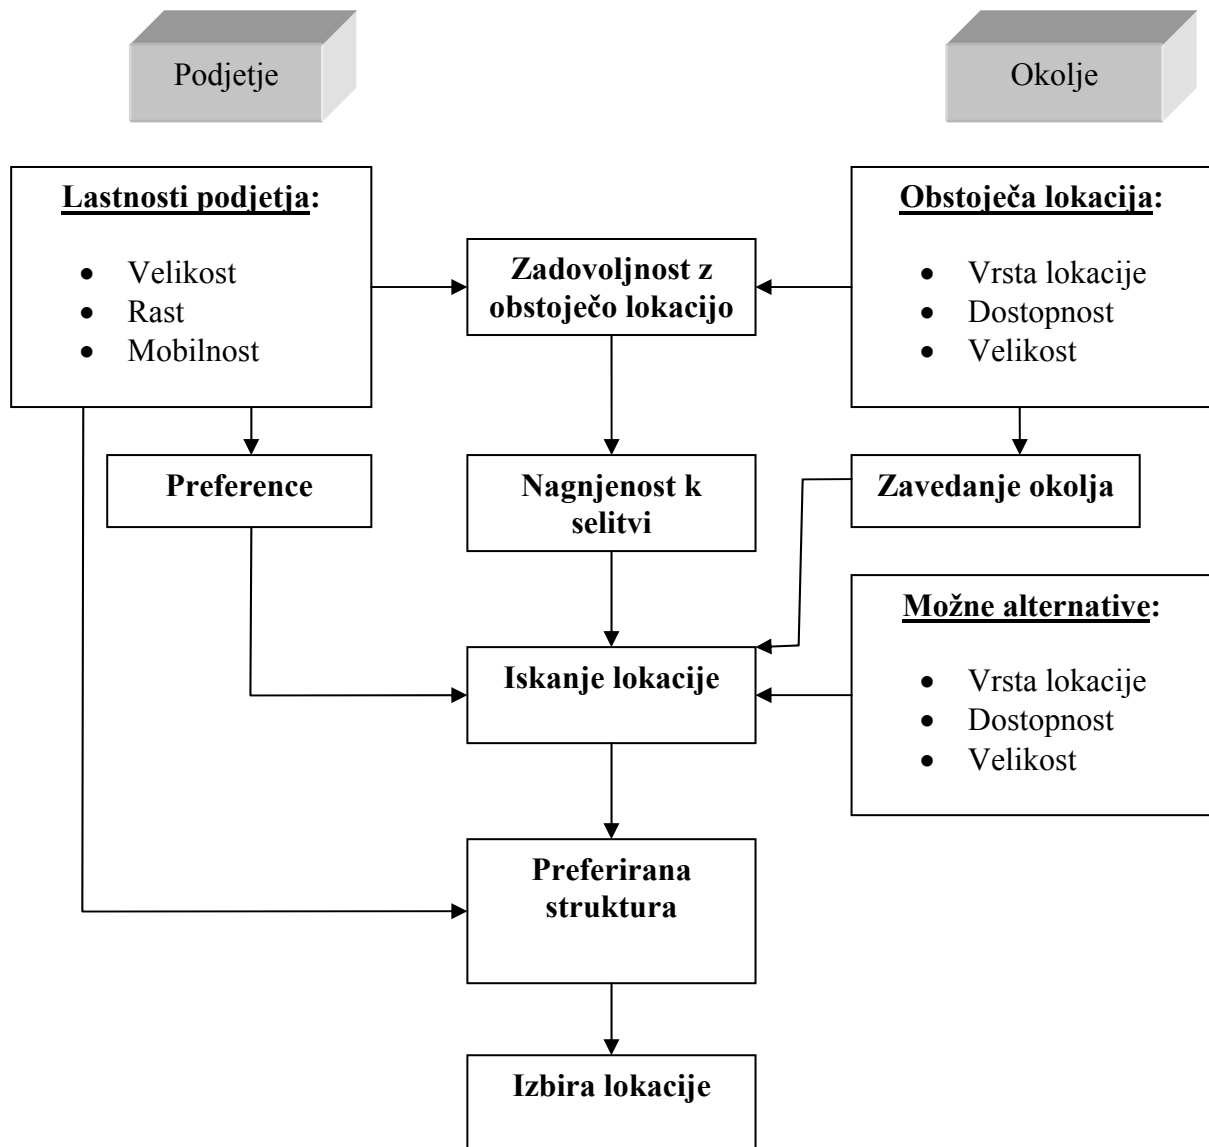 Podjetje
Okolje
Lastnosti podjetja:
• Velikost
• Rast
• Mobilnost
Zadovoljnost z
obstoječo lokacijo
Obstoječa lokacija:
• Vrsta lokacije
• Dostopnost
• Velikost
Preference
Nagnjenost k
selitvi
Zavedanje okolja
Možne alternative:
• Vrsta lokacije
• Dostopnost
• Velikost
Iskanje lokacije
Preferirana
struktura
Izbira lokacije